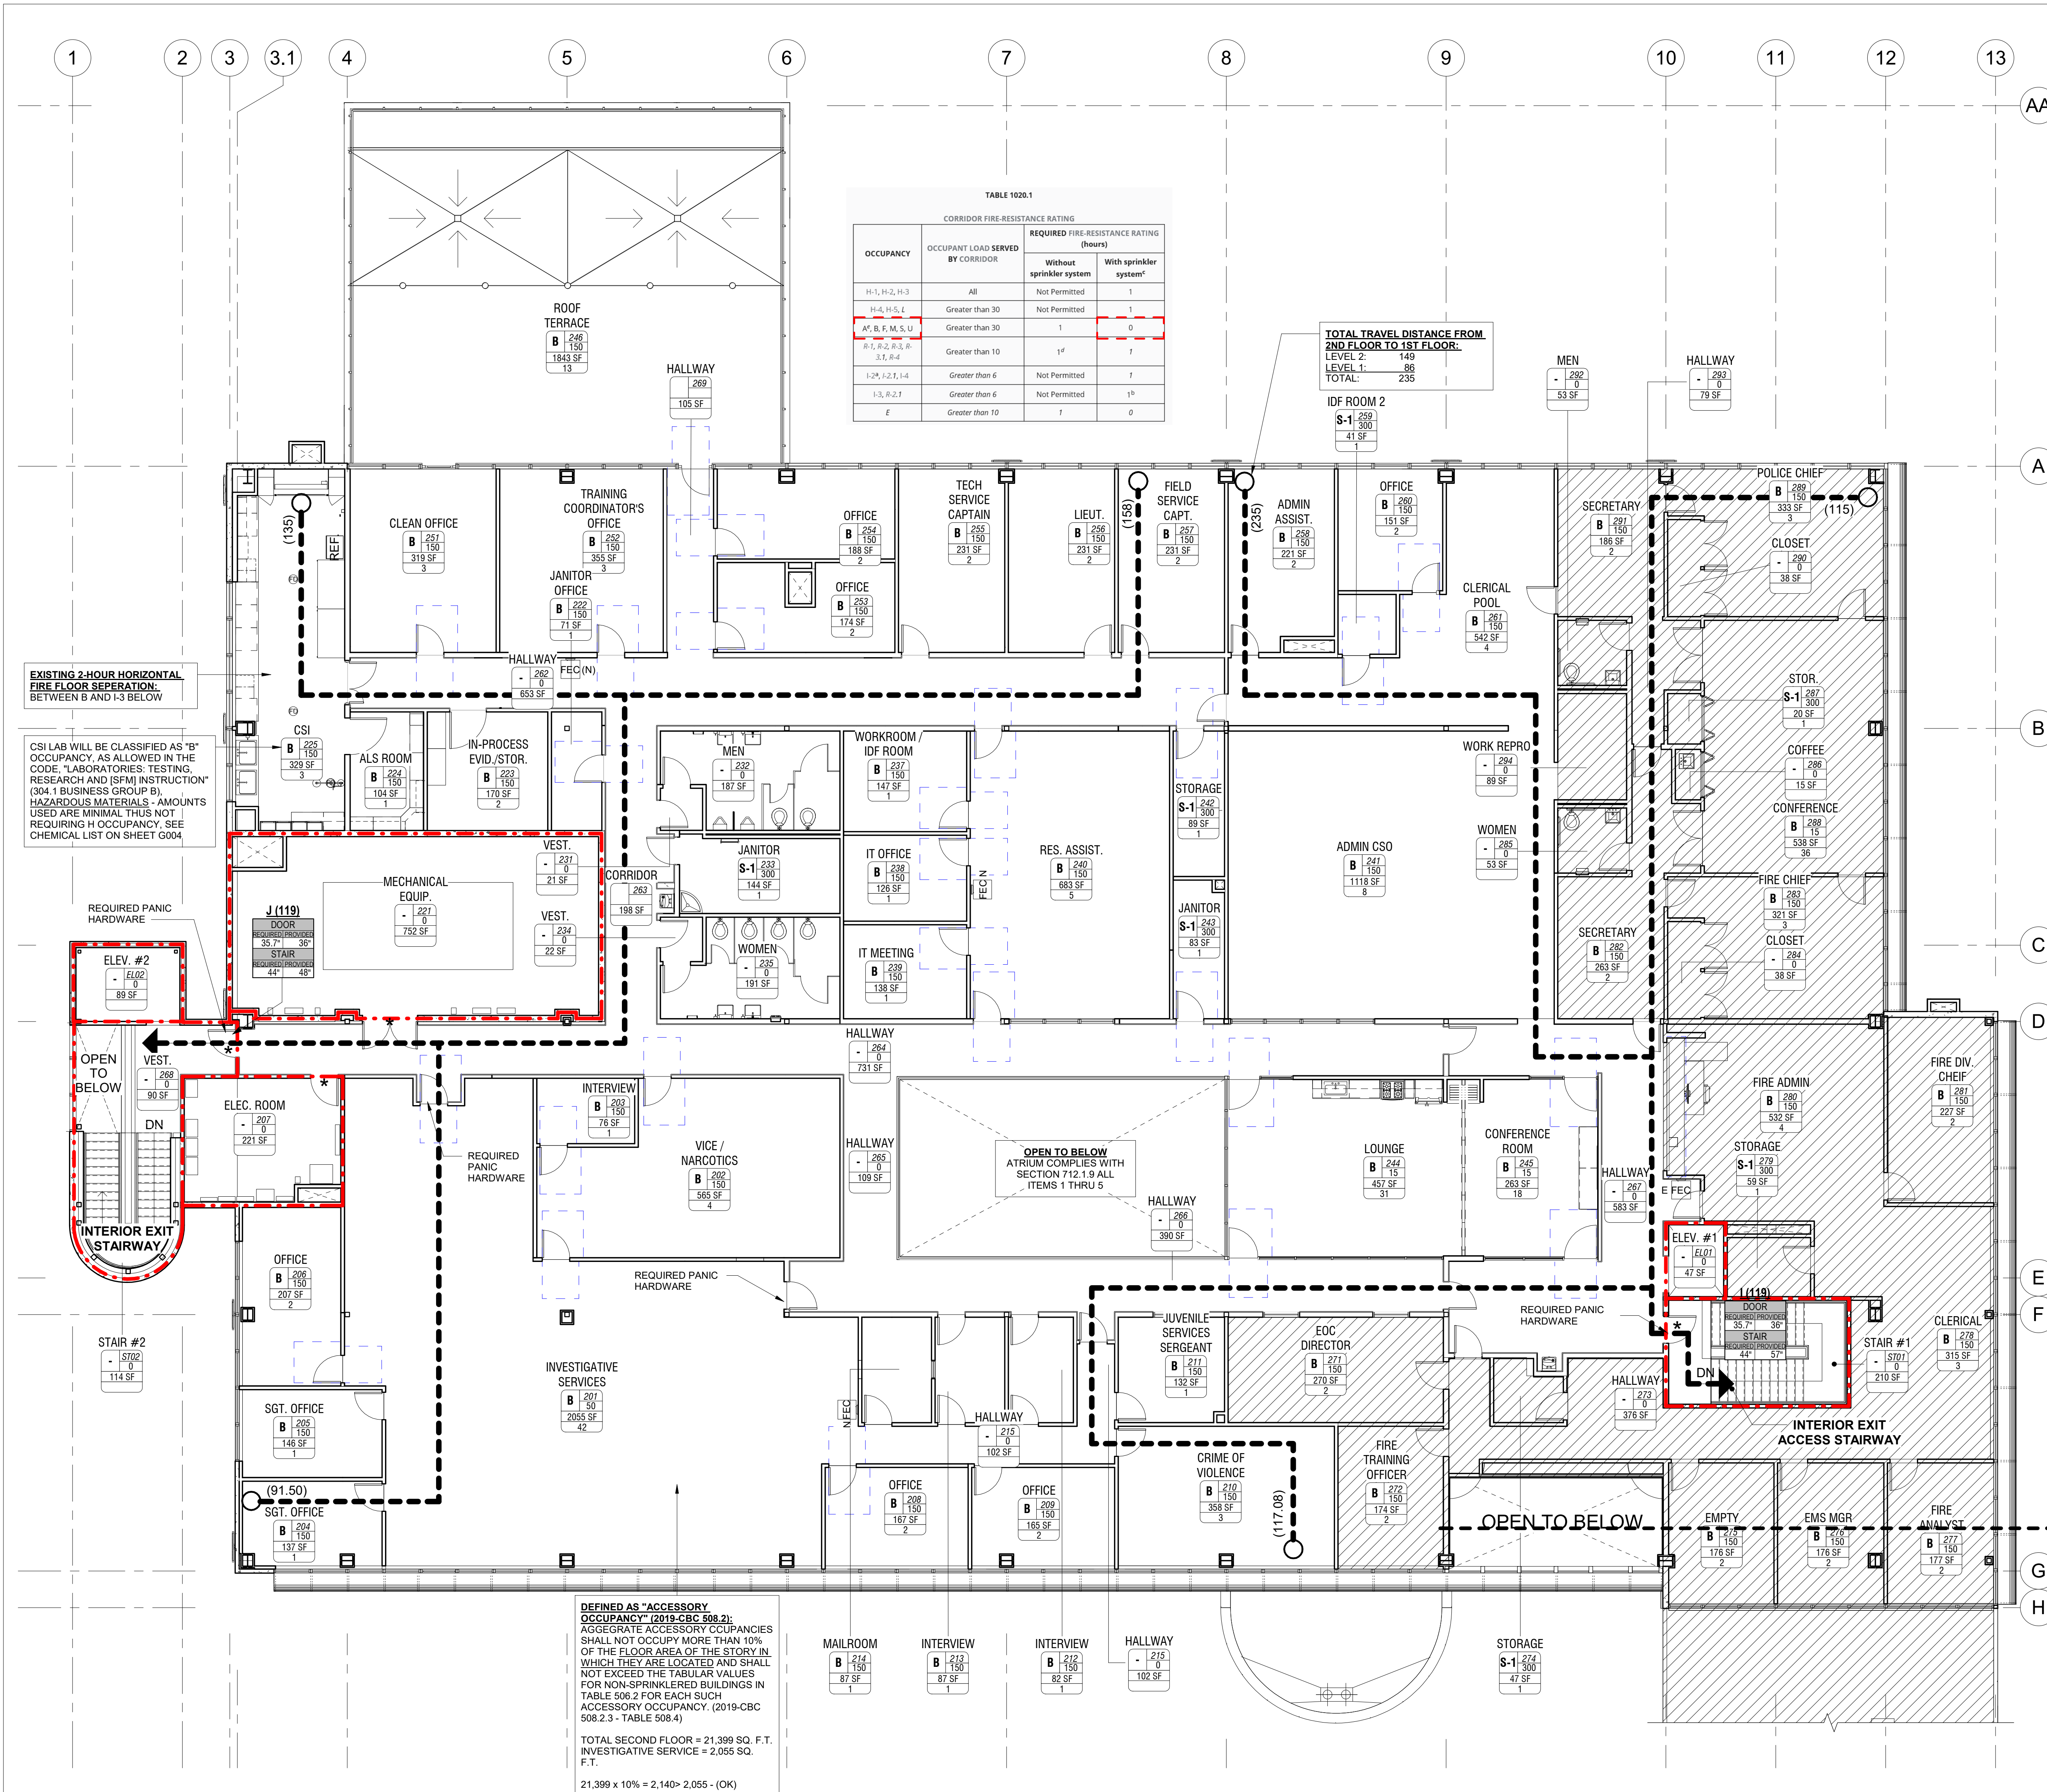 1
2
3
3.1
4
5
6
7
8
9
10
11
12
13
AA
A
B
C
D
E
F
G
H
TABLE 1020.1
CORRIDOR FIRE-RESISTANCE RATING
OCCUPANCY
OCCUPANT LOAD SERVED BY CORRIDOR
REQUIRED FIRE-RESISTANCE RATING (hours)
Without sprinkler system
With sprinkler systemᶜ
H-1, H-2, H-3 All Not Permitted 1
H-4, H-5, L Greater than 30 Not Permitted 1
Aᵉ, B, F, M, S, U Greater than 30 1 0
R-1, R-2, R-3, R-3.1, R-4 Greater than 10 1ᵈ 1
I-2ᵃ, I-2.1, I-4 Greater than 6 Not Permitted 1
I-3, R-2.1 Greater than 6 Not Permitted 1ᵇ
E Greater than 10 1 0
TOTAL TRAVEL DISTANCE FROM
2ND FLOOR TO 1ST FLOOR:
LEVEL 2: 149
LEVEL 1: 86
TOTAL: 235
ROOF
TERRACE
B 246
150
1843 SF
13
HALLWAY
269
105 SF
IDF ROOM 2
S-1 259
300
41 SF
1
MEN
- 292
0
53 SF
HALLWAY
- 293
0
79 SF
(135)
REF.
CLEAN OFFICE
B 251
150
319 SF
3
TRAINING
COORDINATOR'S
OFFICE
B 252
150
355 SF
3
JANITOR
OFFICE
B 222
150
71 SF
1
OFFICE
B 254
150
188 SF
2
OFFICE
B 253
150
174 SF
2
TECH
SERVICE
CAPTAIN
B 255
150
231 SF
2
LIEUT.
B 256
150
231 SF
2
(158)
FIELD
SERVICE
CAPT.
B 257
150
231 SF
2
(235)
ADMIN
ASSIST.
B 258
150
221 SF
2
OFFICE
B 260
150
151 SF
2
CLERICAL
POOL
B 261
150
542 SF
4
SECRETARY
B 291
150
186 SF
2
POLICE CHIEF
B 289
150
333 SF
3
(115)
CLOSET
- 290
0
38 SF
EXISTING 2-HOUR HORIZONTAL
FIRE FLOOR SEPERATION:
BETWEEN B AND I-3 BELOW
HALLWAY
- 262
0
653 SF
FEC (N)
STOR.
S-1 287
300
20 SF
1
CSI LAB WILL BE CLASSIFIED AS "B"
OCCUPANCY, AS ALLOWED IN THE
CODE, "LABORATORIES: TESTING,
RESEARCH AND [SFM] INSTRUCTION"
(304.1 BUSINESS GROUP B),
HAZARDOUS MATERIALS - AMOUNTS
USED ARE MINIMAL THUS NOT
REQUIRING H OCCUPANCY, SEE
CHEMICAL LIST ON SHEET G004
CSI
B 225
150
329 SF
3
ALS ROOM
B 224
150
104 SF
1
IN-PROCESS
EVID./STOR.
B 223
150
170 SF
2
MEN
- 232
0
187 SF
WORKROOM /
IDF ROOM
B 237
150
147 SF
1
STORAGE
S-1 242
300
89 SF
1
WORK REPRO
- 294
0
89 SF
COFFEE
- 286
0
15 SF
CONFERENCE
B 288
15
538 SF
36
VEST.
- 231
0
21 SF
CORRIDOR
263
198 SF
JANITOR
S-1 233
300
144 SF
1
IT OFFICE
B 238
150
126 SF
1
FEC N
RES. ASSIST.
B 240
150
683 SF
5
ADMIN CSO
B 241
150
1118 SF
8
WOMEN
- 285
0
53 SF
REQUIRED PANIC
HARDWARE
J (119)
DOOR
REQUIRED PROVIDED
35.7" 36"
STAIR
REQUIRED PROVIDED
44" 48"
MECHANICAL
EQUIP.
- 221
0
752 SF
VEST.
- 234
0
22 SF
WOMEN
- 235
0
191 SF
IT MEETING
B 239
150
138 SF
1
JANITOR
S-1 243
300
83 SF
1
SECRETARY
B 282
150
263 SF
2
FIRE CHIEF
B 283
150
321 SF
3
CLOSET
- 284
0
38 SF
ELEV. #2
- EL02
0
89 SF
OPEN
TO
BELOW
VEST.
- 268
0
90 SF
DN
*
*
*
HALLWAY
- 264
0
731 SF
ELEC. ROOM
- 207
0
221 SF
INTERVIEW
B 203
150
76 SF
1
REQUIRED
PANIC
HARDWARE
VICE /
NARCOTICS
B 202
150
565 SF
4
HALLWAY
- 265
0
109 SF
OPEN TO BELOW
ATRIUM COMPLIES WITH
SECTION 712.1.9 ALL
ITEMS 1 THRU 5
LOUNGE
B 244
15
457 SF
31
CONFERENCE
ROOM
B 245
15
263 SF
18
HALLWAY
- 267
0
583 SF
FIRE ADMIN
B 280
150
532 SF
4
FIRE DIV.
CHEIF
B 281
150
227 SF
2
STORAGE
S-1 279
300
59 SF
1
E FEC
HALLWAY
- 266
0
390 SF
INTERIOR EXIT
STAIRWAY
OFFICE
B 206
150
207 SF
2
REQUIRED PANIC
HARDWARE
ELEV. #1
- EL01
0
47 SF
REQUIRED PANIC
HARDWARE
*
I (119)
DOOR
REQUIRED PROVIDED
35.7" 36"
STAIR
REQUIRED PROVIDED
44" 57"
DN
STAIR #1
- ST01
0
210 SF
CLERICAL
B 278
150
315 SF
3
STAIR #2
- ST02
0
114 SF
INVESTIGATIVE
SERVICES
B 201
50
2055 SF
42
JUVENILE
SERVICES
SERGEANT
B 211
150
132 SF
1
EOC
DIRECTOR
B 271
150
270 SF
2
HALLWAY
- 273
0
376 SF
INTERIOR EXIT
ACCESS STAIRWAY
SGT. OFFICE
B 205
150
146 SF
1
N FEC
HALLWAY
- 215
0
102 SF
(91.50)
SGT. OFFICE
B 204
150
137 SF
1
OFFICE
B 208
150
167 SF
2
OFFICE
B 209
150
165 SF
2
CRIME OF
VIOLENCE
B 210
150
358 SF
3
(117.08)
FIRE
TRAINING
OFFICER
B 272
150
174 SF
2
OPEN TO BELOW
EMPTY
B 275
150
176 SF
2
EMS MGR
B 276
150
176 SF
2
FIRE
ANALYST
B 277
150
177 SF
2
DEFINED AS "ACCESSORY
OCCUPANCY" (2019-CBC 508.2):
AGGEGRATE ACCESSORY CCUPANCIES
SHALL NOT OCCUPY MORE THAN 10%
OF THE FLOOR AREA OF THE STORY IN
WHICH THEY ARE LOCATED AND SHALL
NOT EXCEED THE TABULAR VALUES
FOR NON-SPRINKLERED BUILDINGS IN
TABLE 506.2 FOR EACH SUCH
ACCESSORY OCCUPANCY. (2019-CBC
508.2.3 - TABLE 508.4)
TOTAL SECOND FLOOR = 21,399 SQ. F.T.
INVESTIGATIVE SERVICE = 2,055 SQ.
F.T.
21,399 x 10% = 2,140> 2,055 - (OK)
MAILROOM
B 214
150
87 SF
1
INTERVIEW
B 213
150
87 SF
1
INTERVIEW
B 212
150
82 SF
1
HALLWAY
- 215
0
102 SF
STORAGE
S-1 274
300
47 SF
1